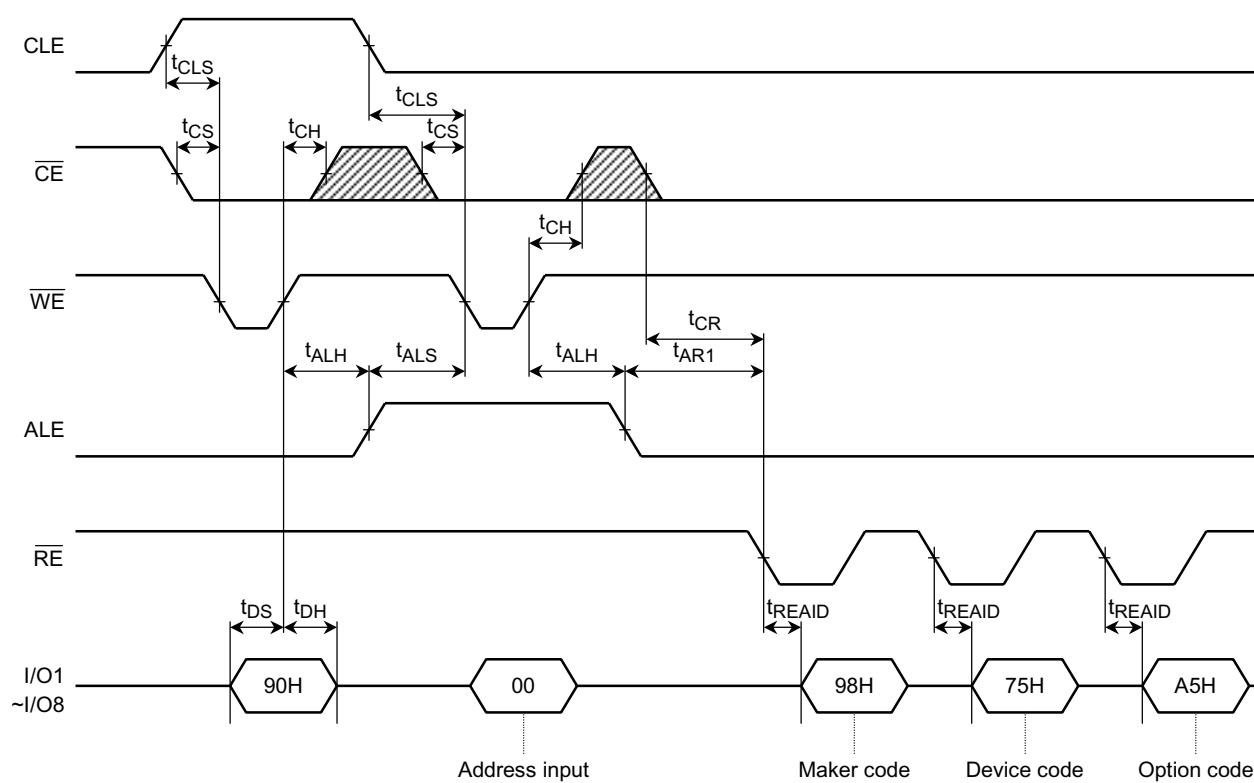 CLE
tCLS
tCLS
tCS
tCH
tCS
CE
tCH
WE
tCR
tALH
tALS
tALH
tAR1
ALE
RE
tDS
tDH
tREAID
tREAID
tREAID
I/O1
~I/O8
90H
00
98H
75H
A5H
Address input
Maker code
Device code
Option code